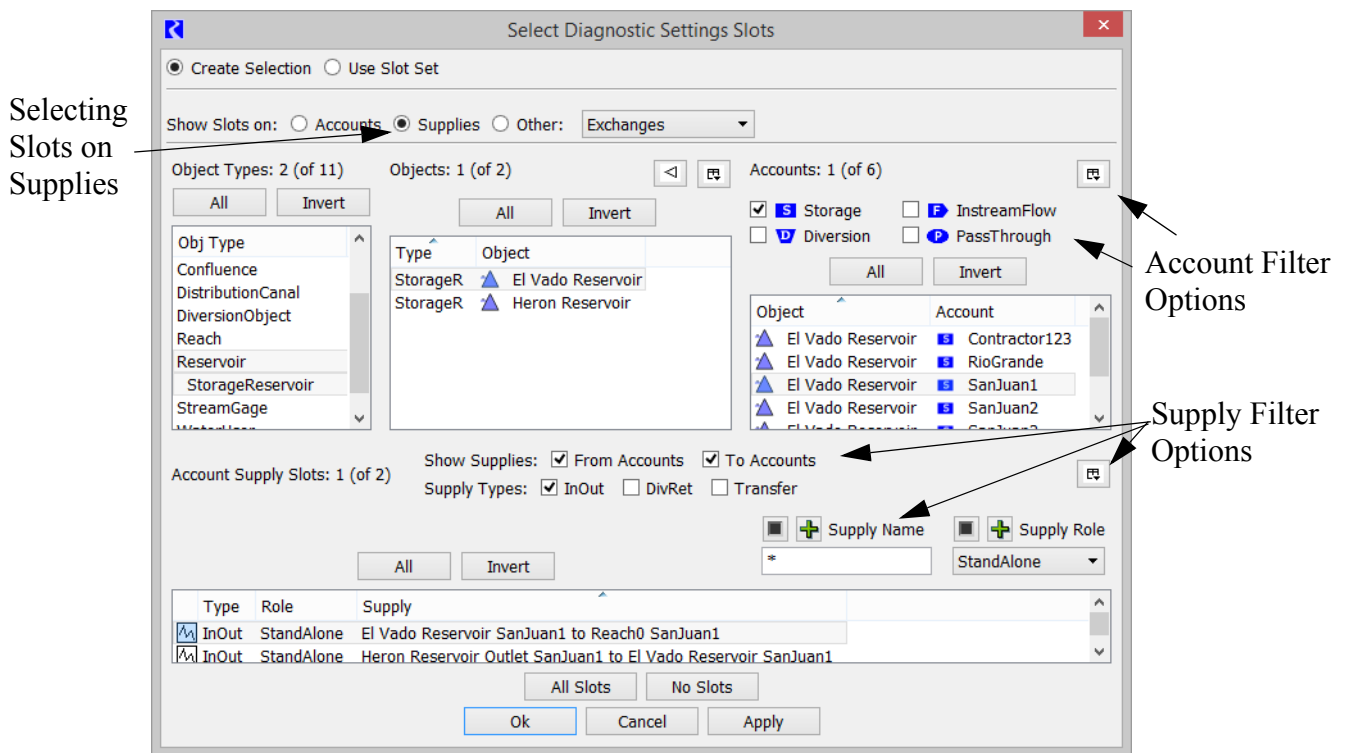 Select Diagnostic Settings Slots
Create Selection Use Slot Set
Selecting
Slots on
Supplies
Show Slots on: Accounts Supplies Other: Exchanges
Object Types: 2 (of 11)
All Invert
Obj Type
Confluence
DistributionCanal
DiversionObject
Reach
Reservoir
StorageReservoir
StreamGage
WaterUser
Objects: 1 (of 2)
All Invert
Type Object
StorageR El Vado Reservoir
StorageR Heron Reservoir
Accounts: 1 (of 6)
S Storage F InstreamFlow
D Diversion P PassThrough
All Invert
Object Account
El Vado Reservoir S Contractor123
El Vado Reservoir S RioGrande
El Vado Reservoir S SanJuan1
El Vado Reservoir S SanJuan2
El Vado Reservoir S SanJuan3
Account Filter
Options
Supply Filter
Options
Account Supply Slots: 1 (of 2)
Show Supplies: From Accounts To Accounts
Supply Types: InOut DivRet Transfer
Supply Name Supply Role
* StandAlone
All Invert
Type Role Supply
InOut StandAlone El Vado Reservoir SanJuan1 to Reach0 SanJuan1
InOut StandAlone Heron Reservoir Outlet SanJuan1 to El Vado Reservoir SanJuan1
All Slots No Slots
Ok Cancel Apply